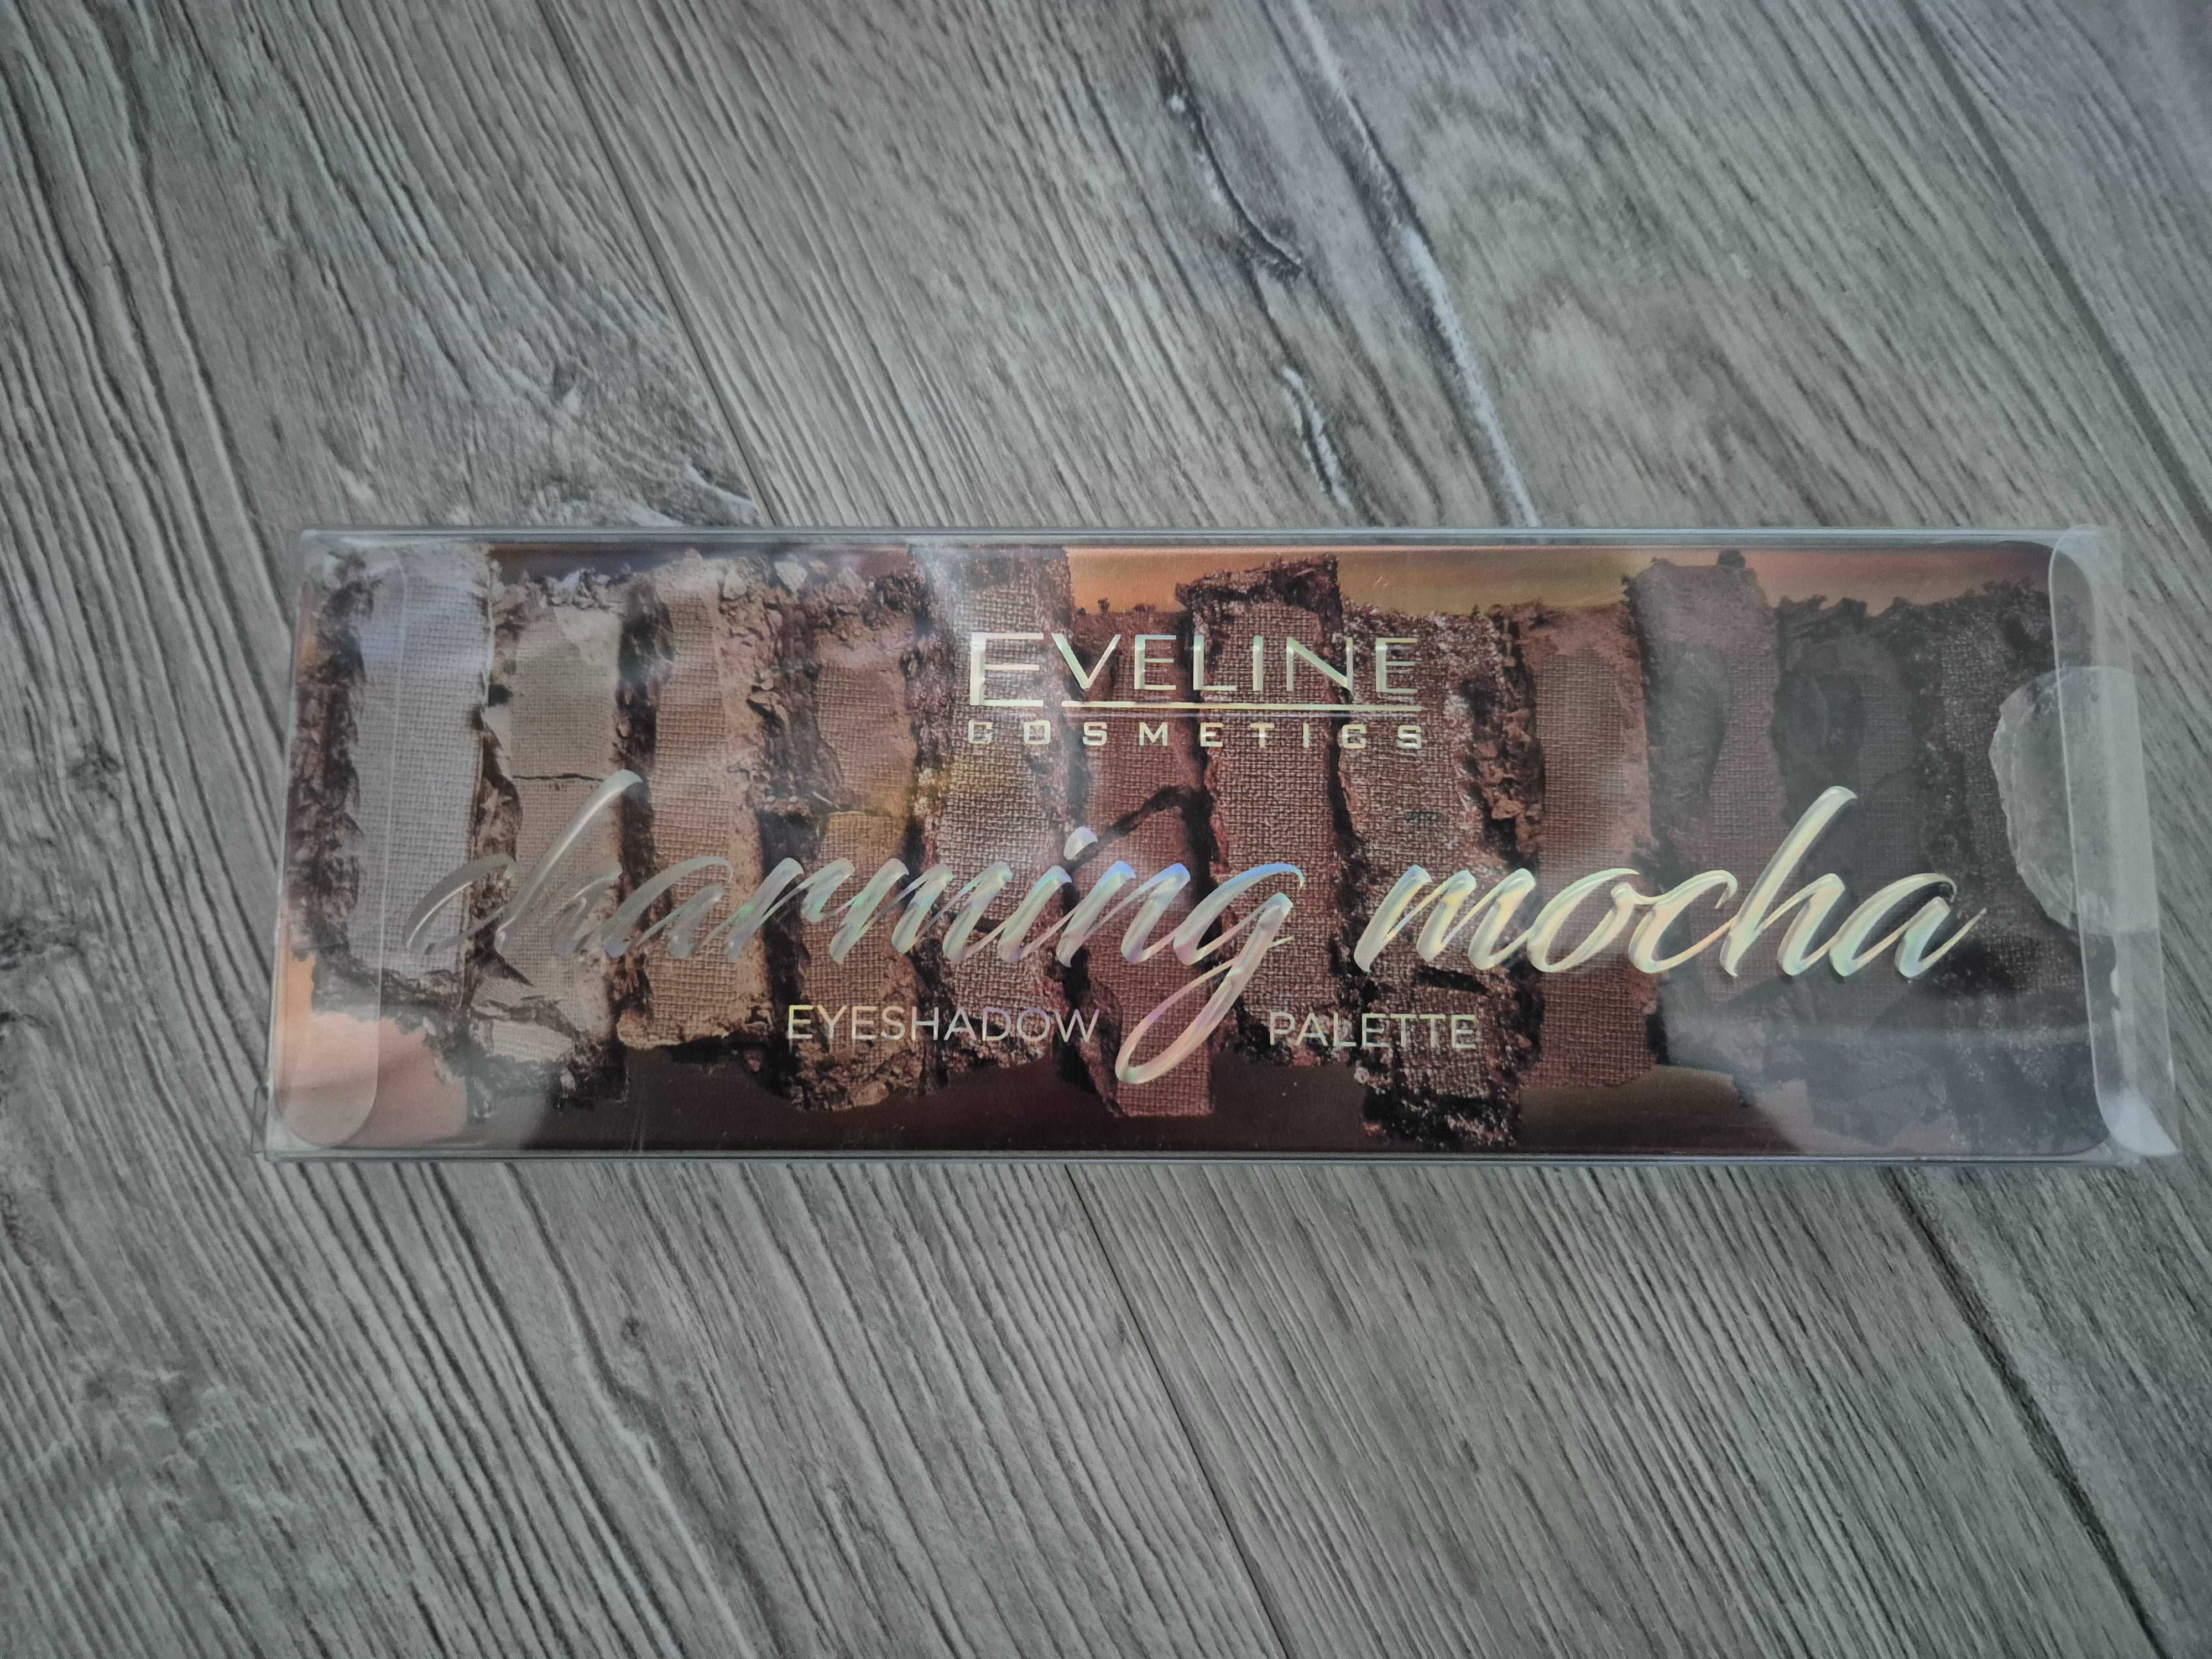 EVELINE
COSMETICS
charming mocha
EYESHADOW PALETTE